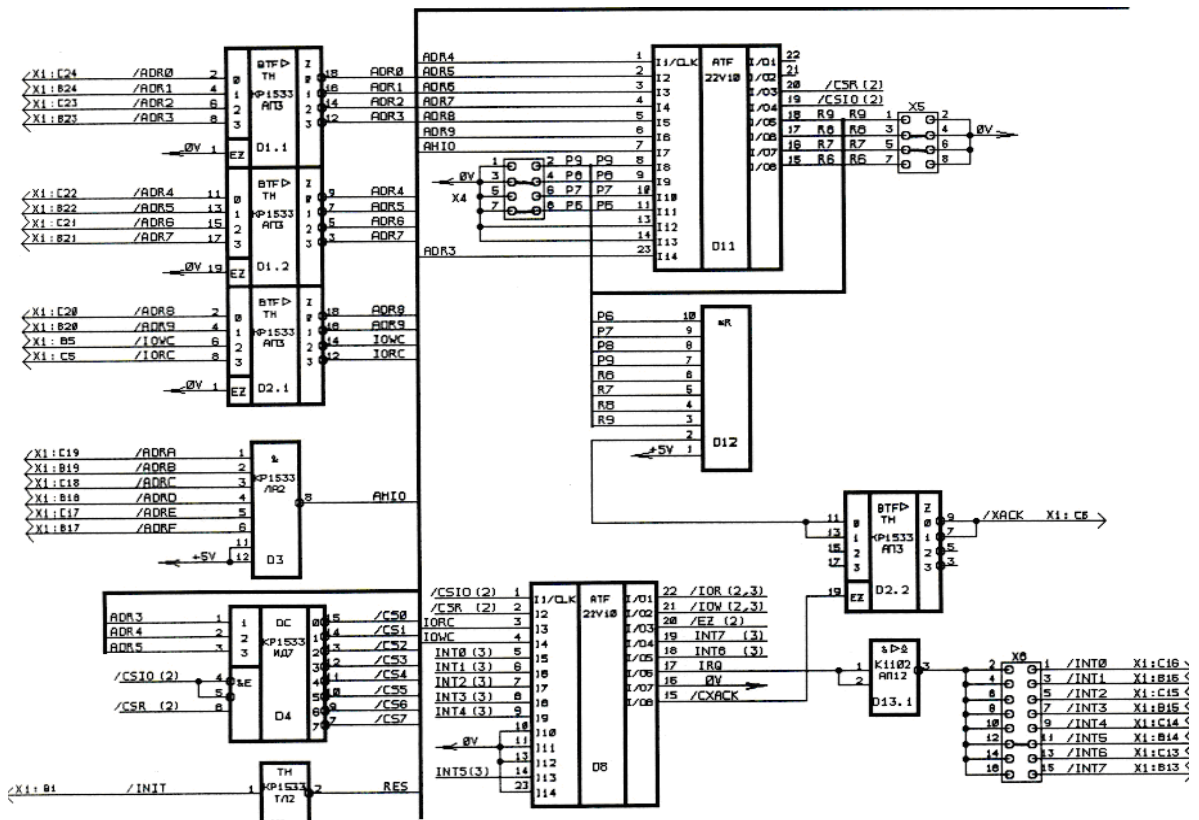 X1:C24 /ADR0 2
X1:B24 /ADR1 4
X1:C23 /ADR2 6
X1:B23 /ADR3 8
0V 1 EZ
BTF▷ Z
TH
КР1533
АП3
0
1
2
3
D1.1
18 ADR0
16 ADR1
14 ADR2
12 ADR3
X1:C22 /ADR4 11
X1:B22 /ADR5 13
X1:C21 /ADR6 15
X1:B21 /ADR7 17
0V 19 EZ
BTF▷ Z
TH
КР1533
АП3
0
1
2
3
D1.2
9 ADR4
7 ADR5
5 ADR6
3 ADR7
X1:C20 /ADR8 2
X1:B20 /ADR9 4
X1:B5 /IOWC 6
/IORC 8
0V 1 EZ
BTF▷ Z
TH
КР1533
АП3
0
1
2
3
D2.1
18 ADR8
16 ADR9
14 IOWC
12 IORC
X1:C19 /ADRA 1
X1:B19 /ADRB 2
X1:C18 /ADRC 3
X1:B18 /ADRD 4
X1:C17 /ADRE 5
X1:B17 /ADRF 6
11
+5V 12
&
КР1533
ЛА2
D3
8 AHIO
ADR3 1 1
ADR4 2 2
ADR5 3 3
/CSIO (2) 4 &E
5
/CSR (2) 6
DC
КР1533
ИД7
D4
0 15 /CS0
1 14 /CS1
2 13 /CS2
3 12 /CS3
4 11 /CS4
5 10 /CS5
6 9 /CS6
7 7 /CS7
X1:B1 /INIT 1
TH
КР1533
ТЛ2
2 RES
ADR4 1 I1/CLK
ADR5 2 I2
ADR6 3 I3
ADR7 4 I4
ADR8 5 I5
ADR9 6 I6
AHIO 7 I7
P9 P9 8 I8
P8 P8 9 I9
P7 P7 10 I10
11 I11
13 I12
14 I13
ADR3 23 I14
ATF
22V10
D11
I/O1 22
I/O2 21
I/O3 20 /CSR (2)
I/O4 19 /CSIO (2)
I/O5 18 R9 R9 1
I/O6 17 R8 R8 3
I/O7 16 R7 R7 5
I/O8 15 R6 R6 7
X5
2
4
6
8
0V
0V
X4
1 2
3 4
5 6
7 8
P6 10
P7 9
P8 8
P9 7
R6 6
R7 5
R8 4
R9 3
2
+5V 1
*R
D12
11 0
13 1
15 2
17 3
19 EZ
BTF▷ Z
TH
КР1533
АП3
D2.2
0 9 /XACK
1 7
2 5
3 3
/CSIO (2) 1 I1/CLK
/CSR (2) 2 I2
IORC 3 I3
IOWC 4 I4
INT0 (3) 5 I5
INT1 (3) 6 I6
INT2 (3) 7 I7
INT3 (3) 8 I8
INT4 (3) 9 I9
10 I10
0V 11 I11
13 I12
INT5(3) 14 I13
23 I14
ATF
22V10
D8
I/O1 22 /IOR (2,3)
I/O2 21 /IOW (2,3)
I/O3 20 /EZ (2)
I/O4 19 INT7 (3)
I/O5 18 INT6 (3)
I/O6 17 IRQ
I/O7 16 0V
I/O8 15 /CXACK
1
2
&▷◇
К1102
АП12
D13.1
3
X6
2 1 /INT0 X1:C16
4 3 /INT1 X1:B16
6 5 /INT2 X1:C15
8 7 /INT3 X1:B15
10 9 /INT4 X1:C14
12 11 /INT5 X1:B14
14 13 /INT6 X1:C13
16 15 /INT7 X1:B13